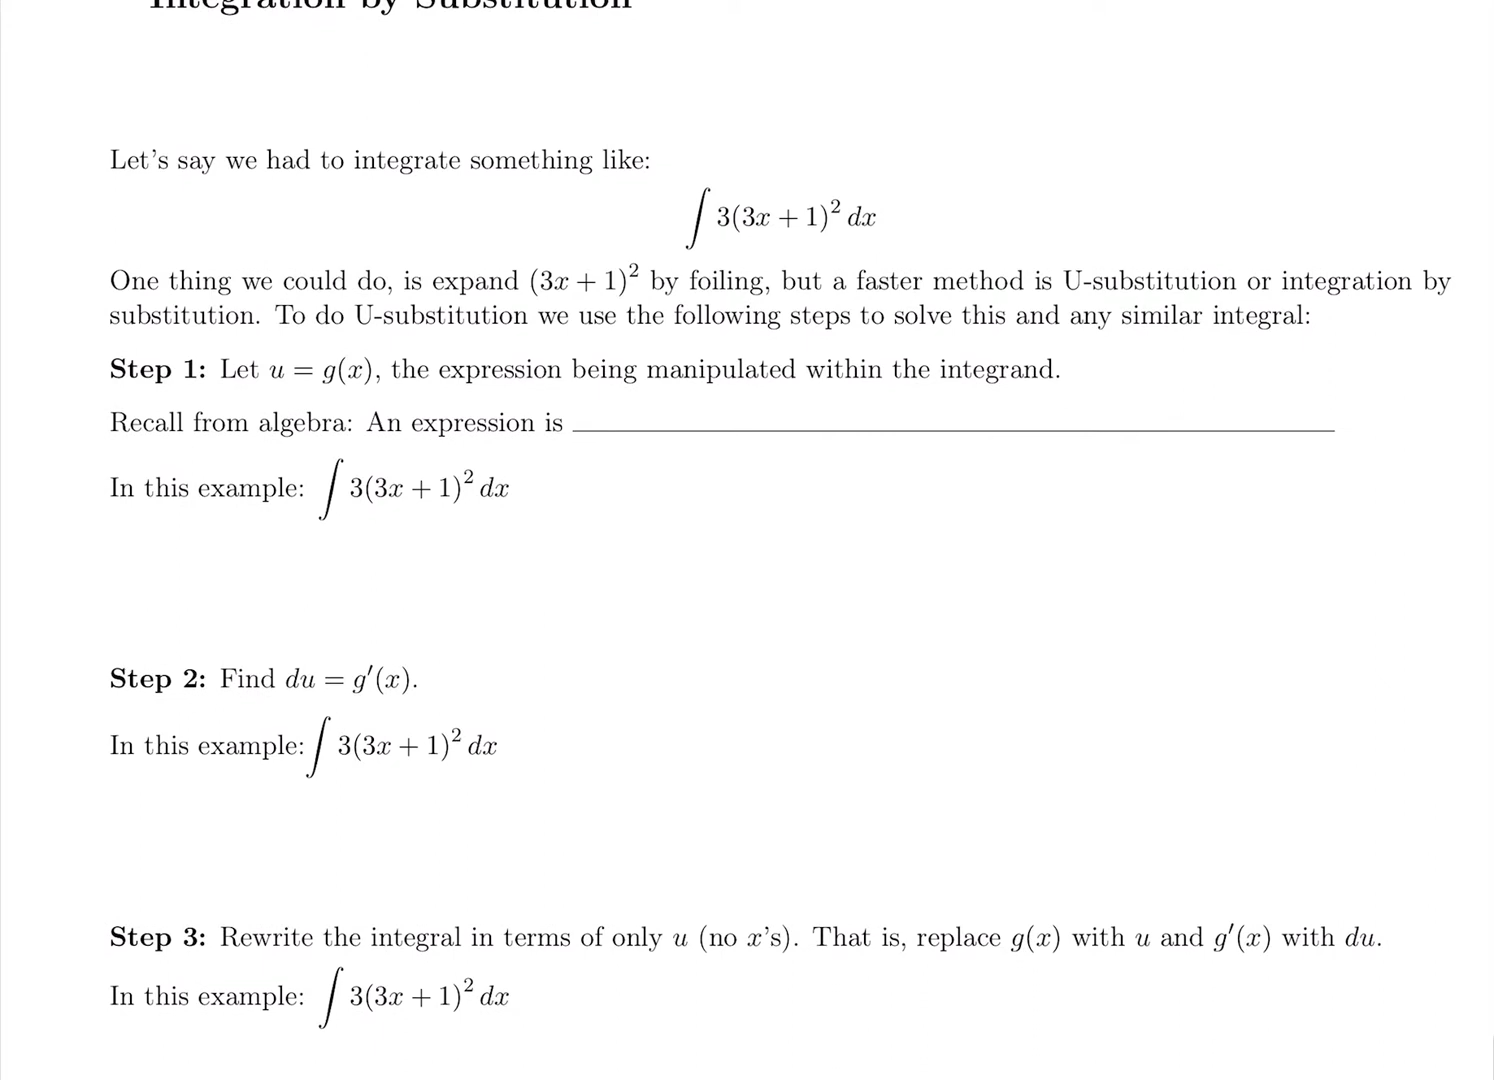 Integration by Substitution
Let's say we had to integrate something like:
∫ 3(3x + 1)² dx
One thing we could do, is expand (3x + 1)² by foiling, but a faster method is U-substitution or integration by
substitution. To do U-substitution we use the following steps to solve this and any similar integral:
Step 1: Let u = g(x), the expression being manipulated within the integrand.
Recall from algebra: An expression is
In this example: ∫ 3(3x + 1)² dx
Step 2: Find du = g′(x).
In this example: ∫ 3(3x + 1)² dx
Step 3: Rewrite the integral in terms of only u (no x's). That is, replace g(x) with u and g′(x) with du.
In this example: ∫ 3(3x + 1)² dx